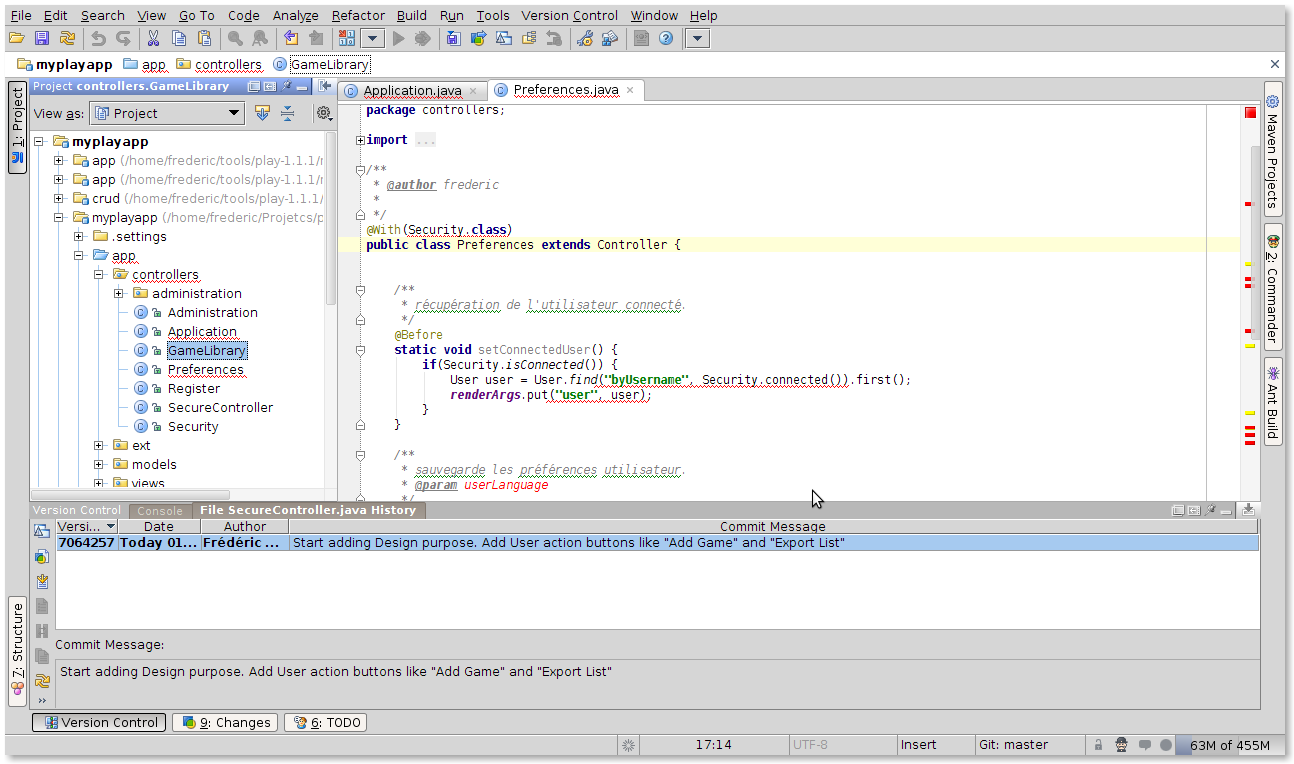 File Edit Search View Go To Code Analyze Refactor Build Run Tools Version Control Window Help
myplayapp app controllers GameLibrary
1: Project
Project controllers.GameLibrary
View as: Project
myplayapp
app (/home/frederic/tools/play-1.1.1/
app (/home/frederic/tools/play-1.1.1/
crud (/home/frederic/tools/play-1.1.1/
myplayapp (/home/frederic/Projetcs/p
.settings
app
controllers
administration
Administration
Application
GameLibrary
Preferences
Register
SecureController
Security
ext
models
views
Application.java Preferences.java
package controllers;
import ...
/**
* @author frederic
*
*/
@With(Security.class)
public class Preferences extends Controller {
/**
* récupération de l'utilisateur connecté.
*/
@Before
static void setConnectedUser() {
if(Security.isConnected()) {
User user = User.find("byUsername", Security.connected()).first();
renderArgs.put("user", user);
}
}
/**
* sauvegarde les préférences utilisateur.
* @param userLanguage
*/
Maven Projects
2: Commander
Ant Build
Version Control Console File SecureController.java History
Versi... Date Author Commit Message
7064257 Today 01... Frédéric ... Start adding Design purpose. Add User action buttons like "Add Game" and "Export List"
Commit Message:
Start adding Design purpose. Add User action buttons like "Add Game" and "Export List"
7: Structure
»
Version Control 9: Changes 6: TODO
17:14 UTF-8 Insert Git: master 63M of 455M